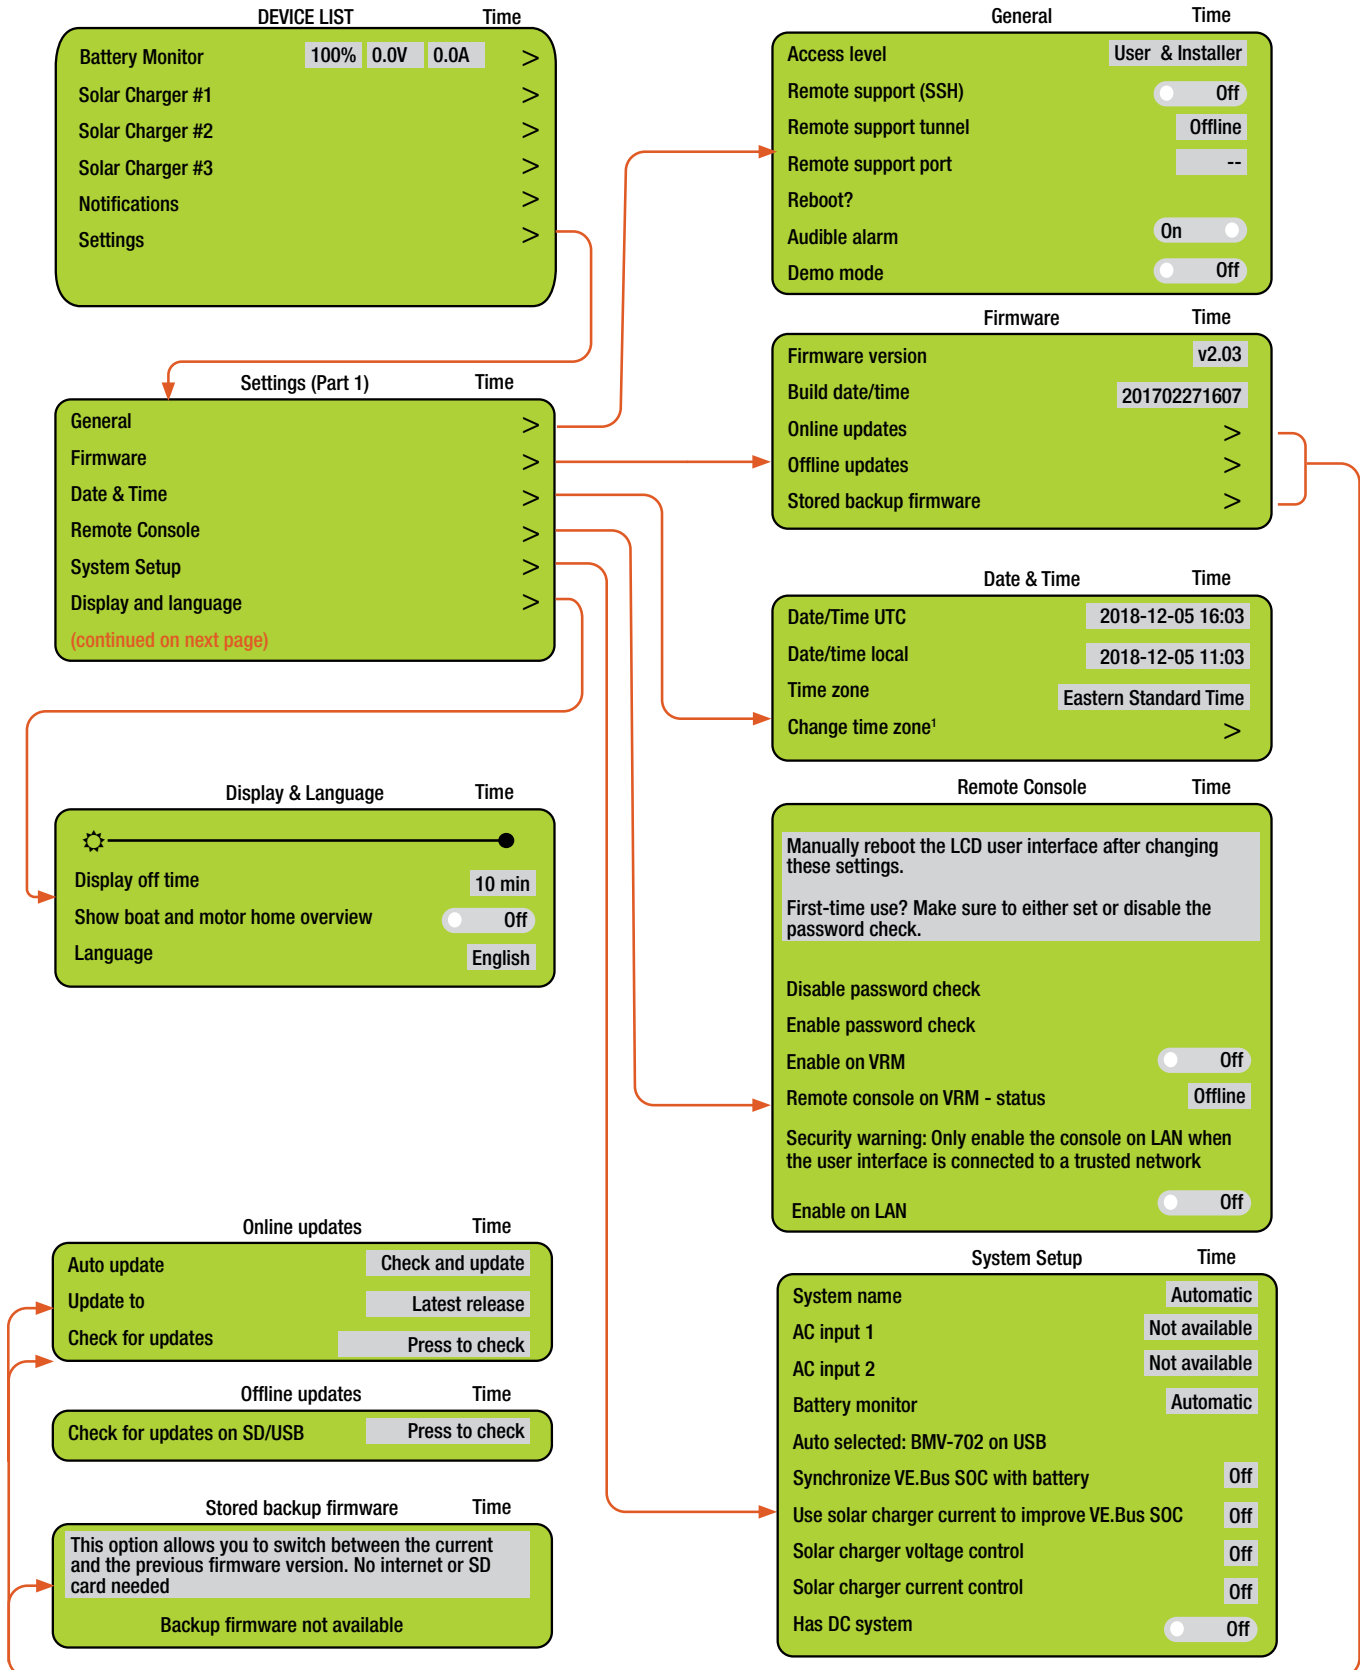 DEVICE LIST Time
Battery Monitor 100% 0.0V 0.0A >
Solar Charger #1 >
Solar Charger #2 >
Solar Charger #3 >
Notifications >
Settings >
Settings (Part 1) Time
General >
Firmware >
Date & Time >
Remote Console >
System Setup >
Display and language >
(continued on next page)
Display & Language Time
Display off time 10 min
Show boat and motor home overview Off
Language English
Online updates Time
Auto update Check and update
Update to Latest release
Check for updates Press to check
Offline updates Time
Check for updates on SD/USB Press to check
Stored backup firmware Time
This option allows you to switch between the current
and the previous firmware version. No internet or SD
card needed
Backup firmware not available
General Time
Access level User & Installer
Remote support (SSH) Off
Remote support tunnel Offline
Remote support port --
Reboot?
Audible alarm On
Demo mode Off
Firmware Time
Firmware version v2.03
Build date/time 201702271607
Online updates >
Offline updates >
Stored backup firmware >
Date & Time Time
Date/Time UTC 2018-12-05 16:03
Date/time local 2018-12-05 11:03
Time zone Eastern Standard Time
Change time zone¹ >
Remote Console Time
Manually reboot the LCD user interface after changing
these settings.
First-time use? Make sure to either set or disable the
password check.
Disable password check
Enable password check
Enable on VRM Off
Remote console on VRM - status Offline
Security warning: Only enable the console on LAN when
the user interface is connected to a trusted network
Enable on LAN Off
System Setup Time
System name Automatic
AC input 1 Not available
AC input 2 Not available
Battery monitor Automatic
Auto selected: BMV-702 on USB
Synchronize VE.Bus SOC with battery Off
Use solar charger current to improve VE.Bus SOC Off
Solar charger voltage control Off
Solar charger current control Off
Has DC system Off